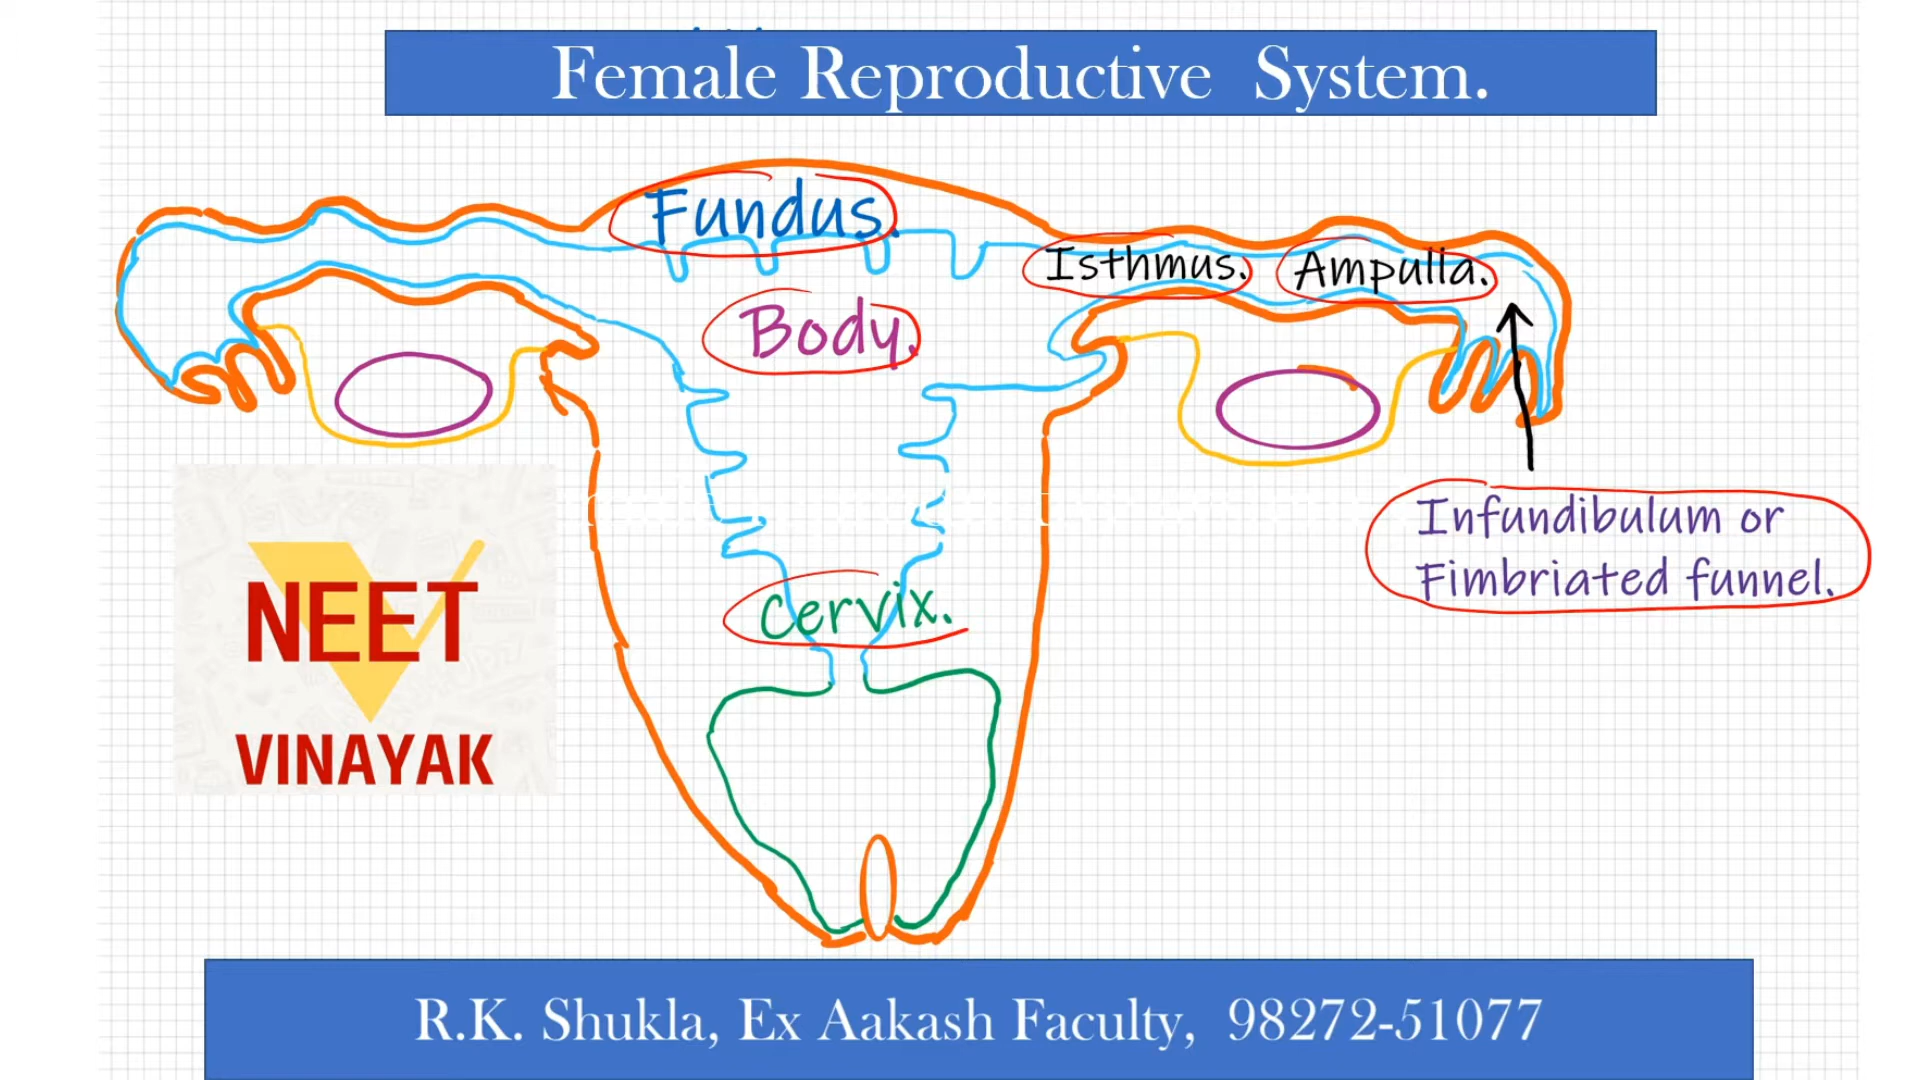 Female Reproductive System.
Fundus.
Isthmus.
Ampulla.
Body.
Infundibulum or
Fimbriated funnel.
Cervix.
NEET
VINAYAK
R.K. Shukla, Ex Aakash Faculty, 98272-51077